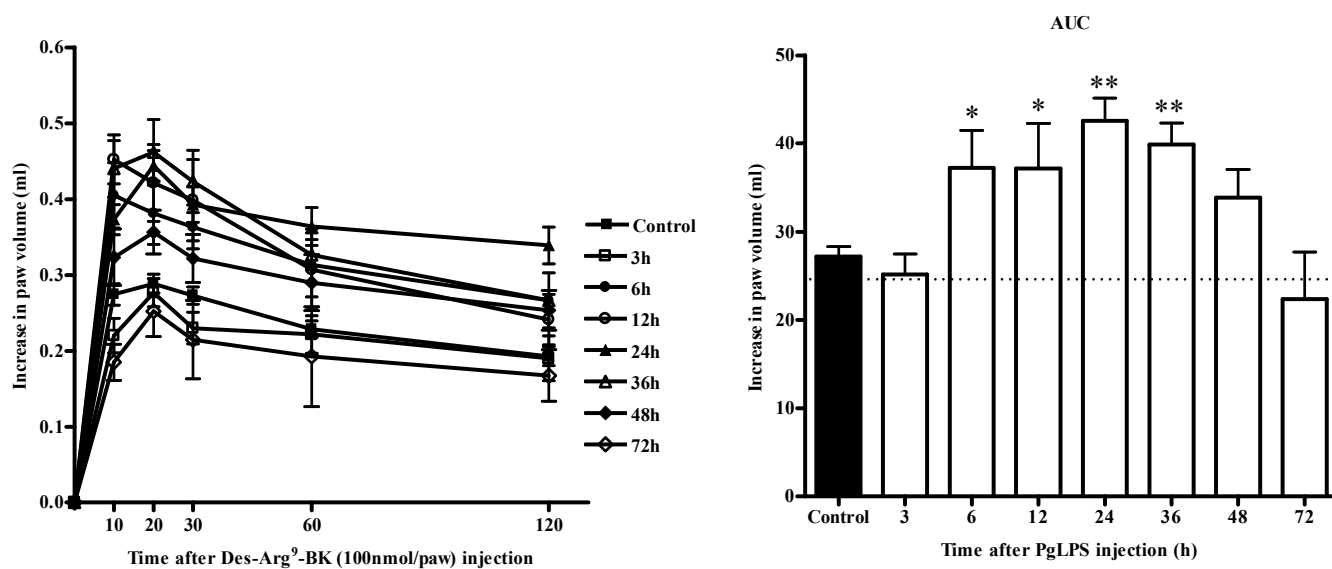 0.6
0.5
0.4
0.3
0.2
0.1
0.0
Increase in paw volume (ml)
10 20 30 60 120
Time after Des-Arg⁹-BK (100nmol/paw) injection
Control
3h
6h
12h
24h
36h
48h
72h
AUC
50
40
30
20
10
0
Increase in paw volume (ml)
* * ** **
Control 3 6 12 24 36 48 72
Time after PgLPS injection (h)